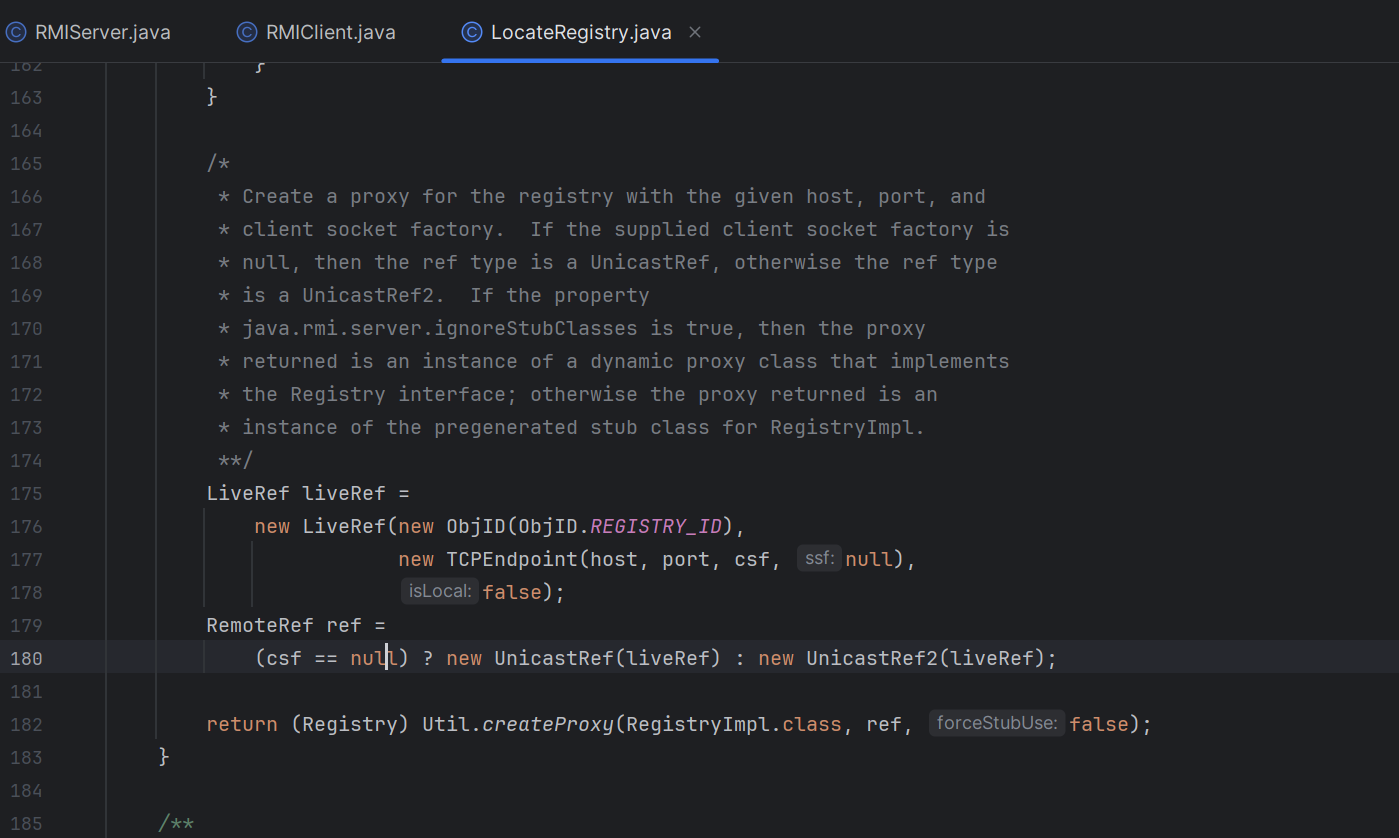 RMIServer.java RMIClient.java LocateRegistry.java
162 }
163 }
164
165 /*
166 * Create a proxy for the registry with the given host, port, and
167 * client socket factory.  If the supplied client socket factory is
168 * null, then the ref type is a UnicastRef, otherwise the ref type
169 * is a UnicastRef2.  If the property
170 * java.rmi.server.ignoreStubClasses is true, then the proxy
171 * returned is an instance of a dynamic proxy class that implements
172 * the Registry interface; otherwise the proxy returned is an
173 * instance of the pregenerated stub class for RegistryImpl.
174 **/
175 LiveRef liveRef =
176 new LiveRef(new ObjID(ObjID.REGISTRY_ID),
177 new TCPEndpoint(host, port, csf, ssf: null),
178 isLocal: false);
179 RemoteRef ref =
180 (csf == null) ? new UnicastRef(liveRef) : new UnicastRef2(liveRef);
181
182 return (Registry) Util.createProxy(RegistryImpl.class, ref, forceStubUse: false);
183 }
184
185 /**